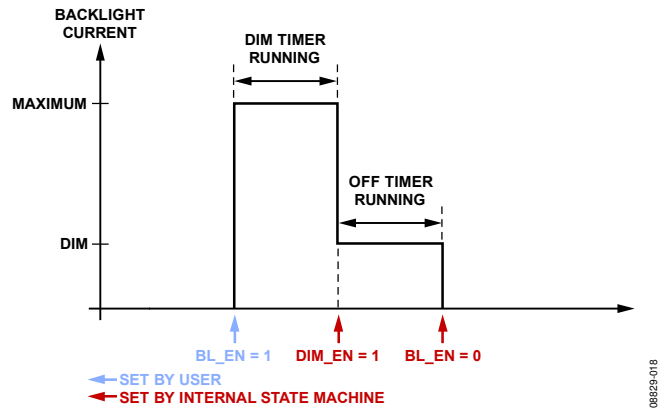 BACKLIGHT
CURRENT
DIM TIMER
RUNNING
MAXIMUM
OFF TIMER
RUNNING
DIM
BL_EN = 1
DIM_EN = 1
BL_EN = 0
SET BY USER
SET BY INTERNAL STATE MACHINE
08829-018